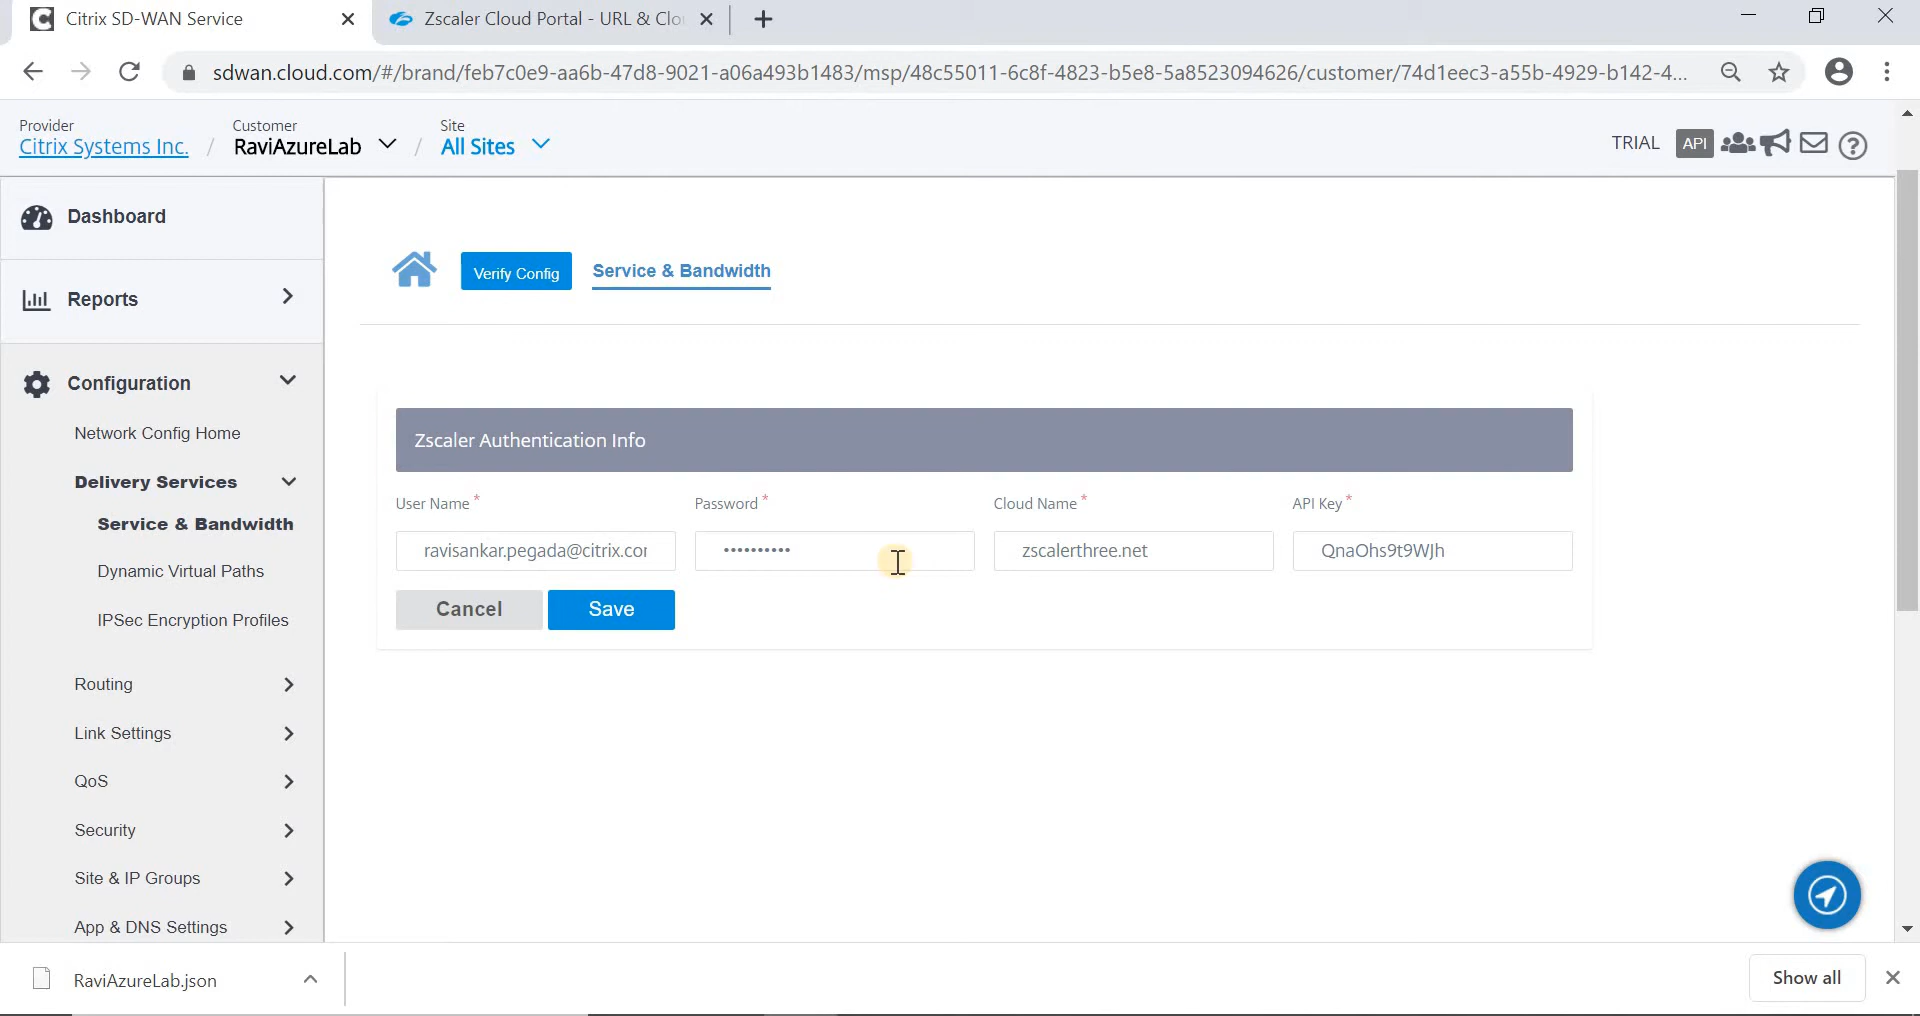 Citrix SD-WAN Service
Zscaler Cloud Portal - URL & Clo
sdwan.cloud.com/#/brand/feb7c0e9-aa6b-47d8-9021-a06a493b1483/msp/48c55011-6c8f-4823-b5e8-5a8523094626/customer/74d1eec3-a55b-4929-b142-4...
Provider
Citrix Systems Inc.
/
Customer
RaviAzureLab
/
Site
All Sites
TRIAL
API
Dashboard
Reports
Configuration
Network Config Home
Delivery Services
Service & Bandwidth
Dynamic Virtual Paths
IPSec Encryption Profiles
Routing
Link Settings
QoS
Security
Site & IP Groups
App & DNS Settings
Verify Config
Service & Bandwidth
Zscaler Authentication Info
User Name *
Password *
Cloud Name *
API Key *
ravisankar.pegada@citrix.cor
••••••••••
zscalerthree.net
QnaOhs9t9WJh
Cancel
Save
RaviAzureLab.json
Show all